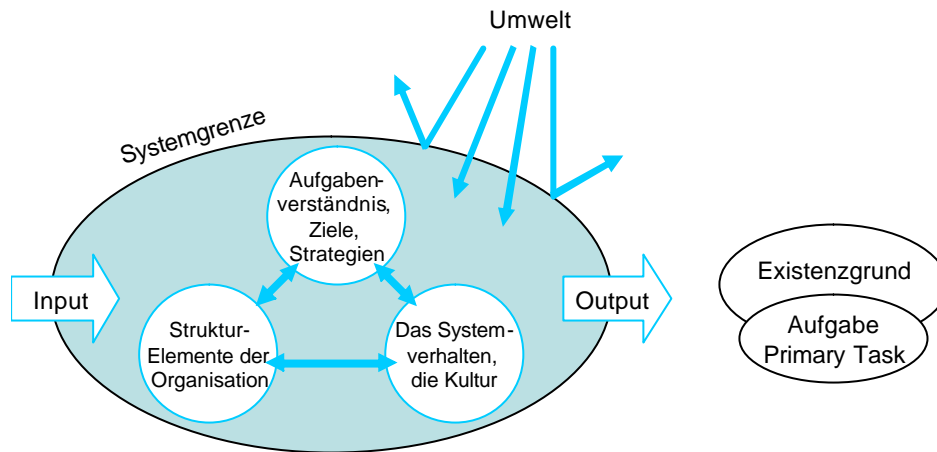 Umwelt
Systemgrenze
Aufgaben-
verständnis,
Ziele,
Strategien
Input
Struktur-
Elemente der
Organisation
Das System-
verhalten,
die Kultur
Output
Existenzgrund
Aufgabe
Primary Task